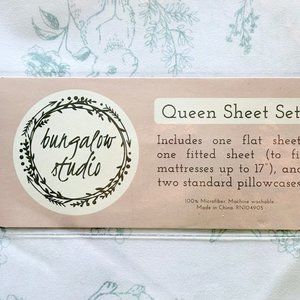 bungalow
studio
Queen Sheet Set
Includes one flat sheet
one fitted sheet (to fi
mattresses up to 17"), and
two standard pillowcases
100% Microfiber. Machine washable.
Made in China. RN104905